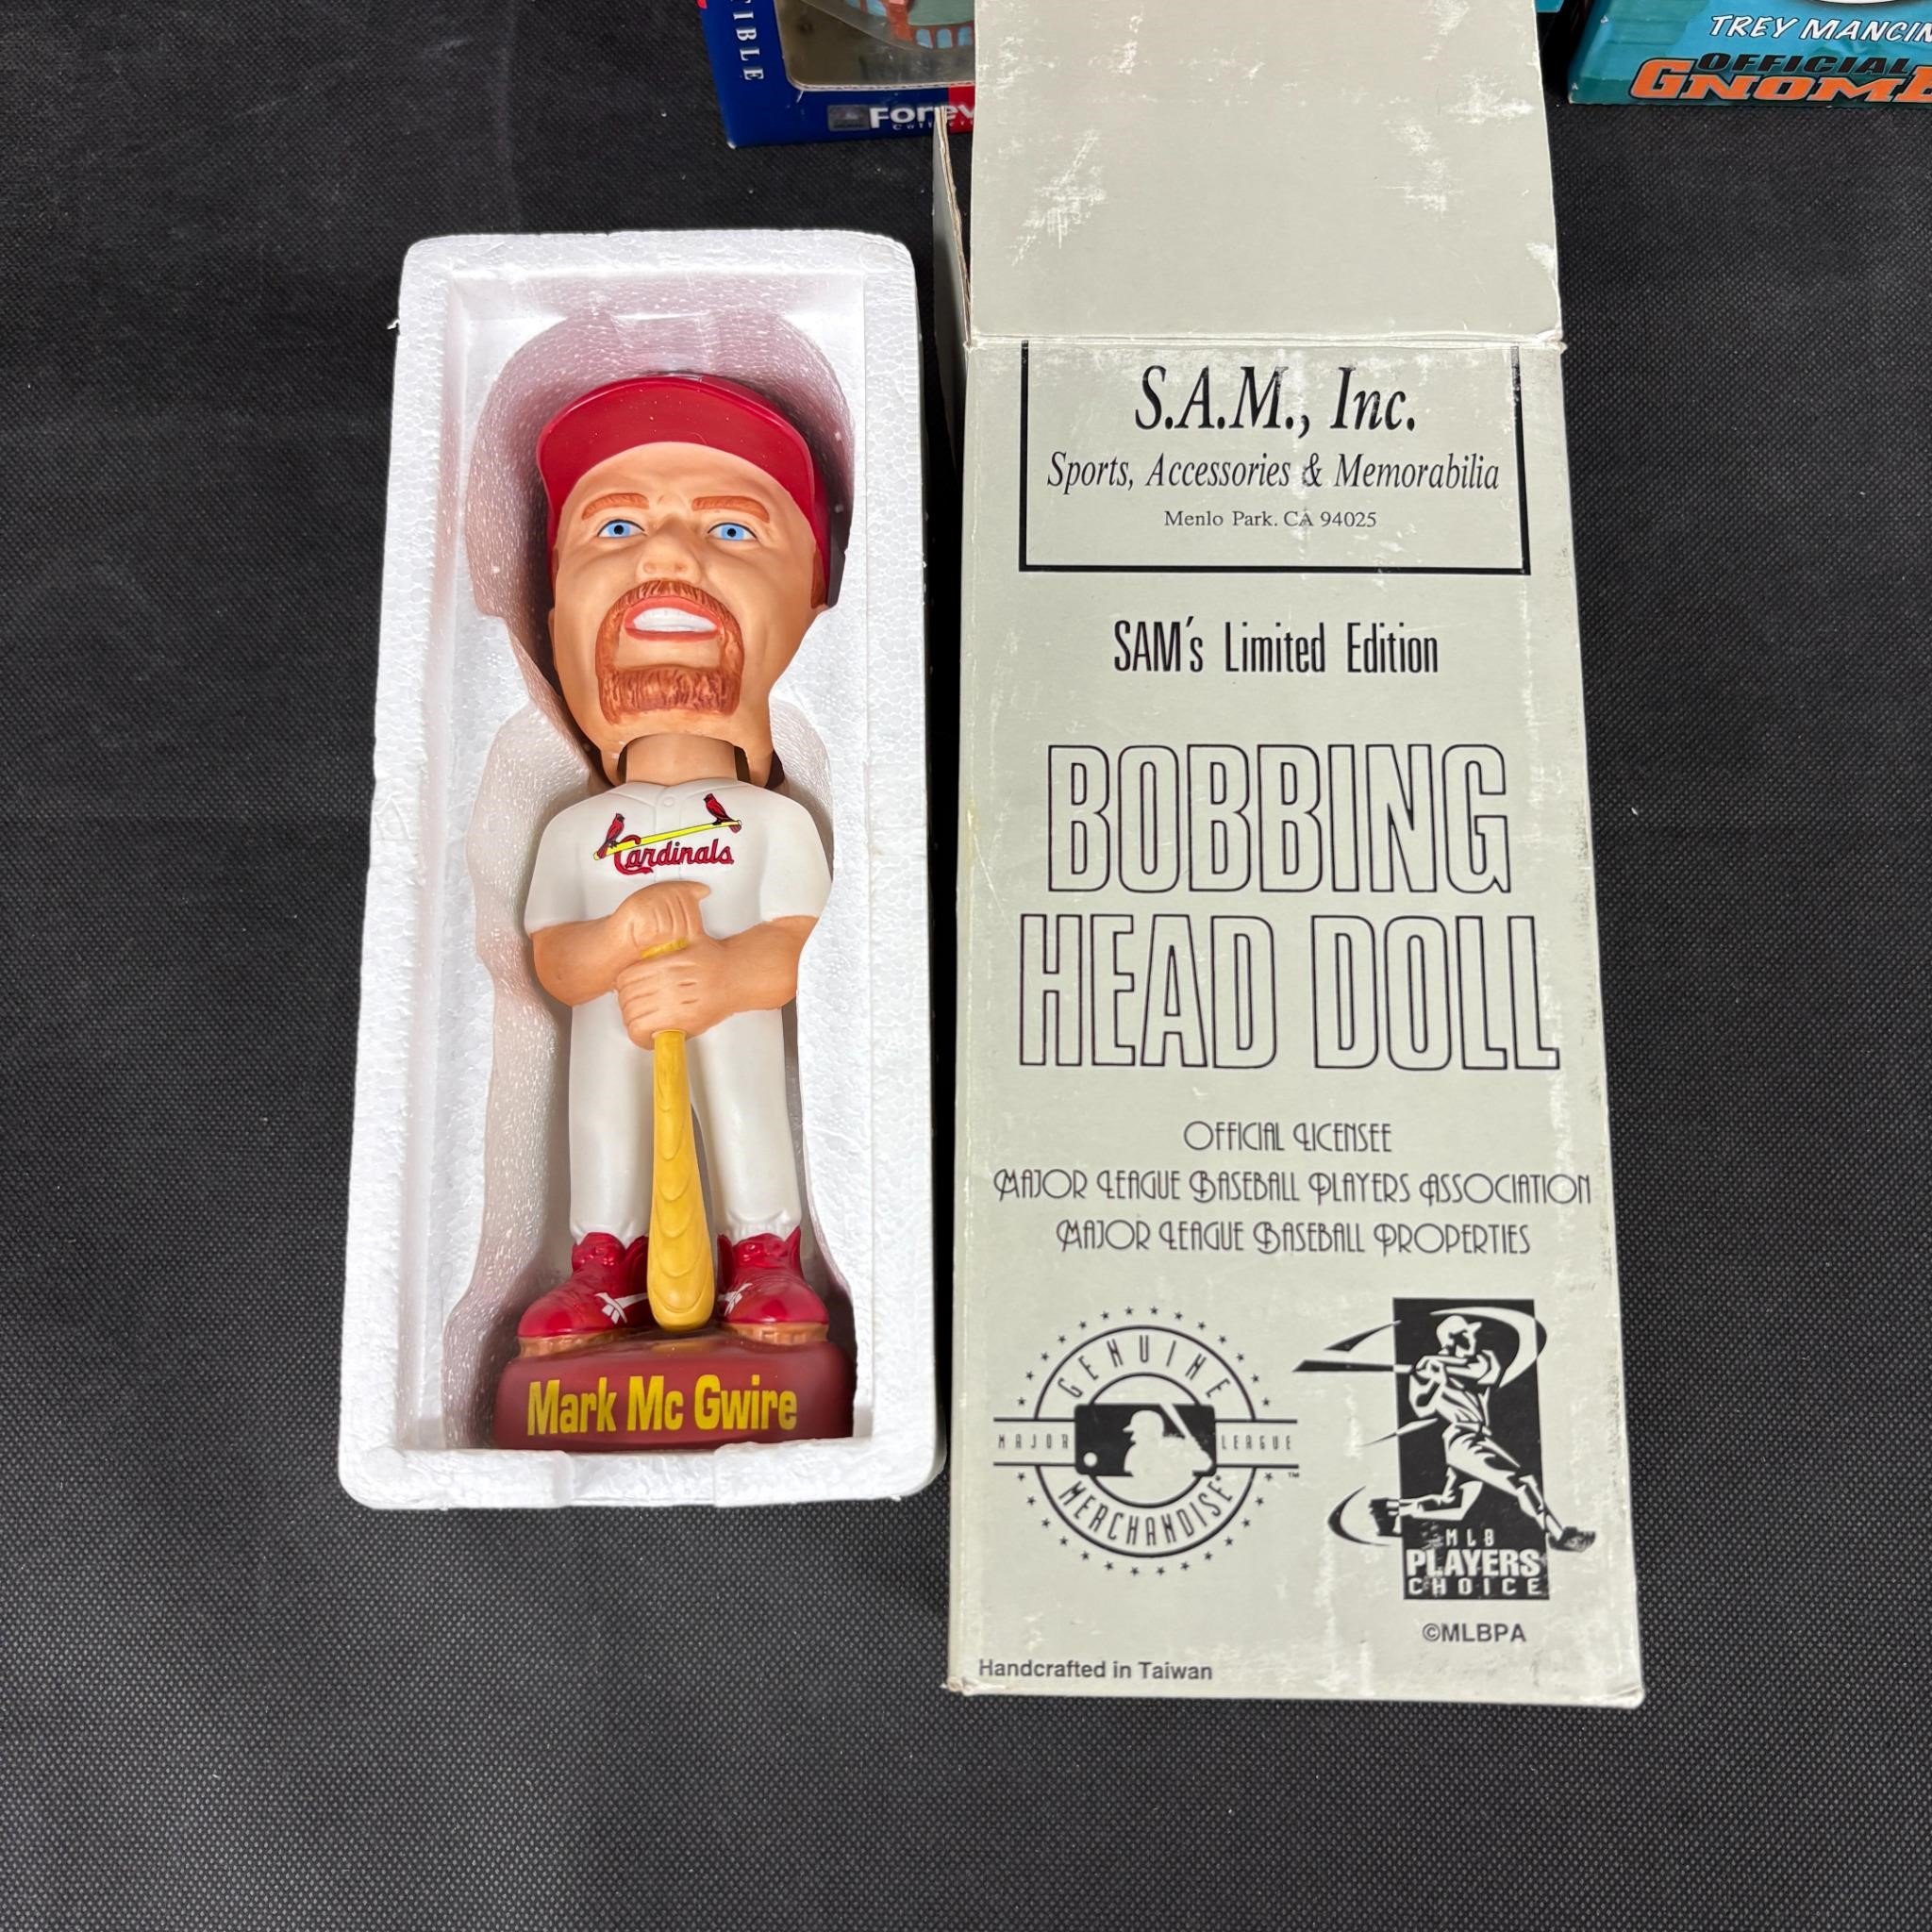 TREY MANCIN
OFFICIAL
GNOME
S.A.M., Inc.
Sports, Accessories & Memorabilia
Menlo Park. CA 94025
SAM's Limited Edition
BOBBING
HEAD DOLL
OFFICIAL LICENSEE
MAJOR LEAGUE BASEBALL PLAYERS ASSOCIATION
MAJOR LEAGUE BASEBALL PROPERTIES
GENUINE
MAJOR LEAGUE
MERCHANDISE
TM
MLB
PLAYERS
CHOICE
©MLBPA
Handcrafted in Taiwan
Cardinals
Mark Mc Gwire